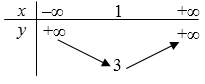 x –∞ 1 +∞
y +∞ +∞
3